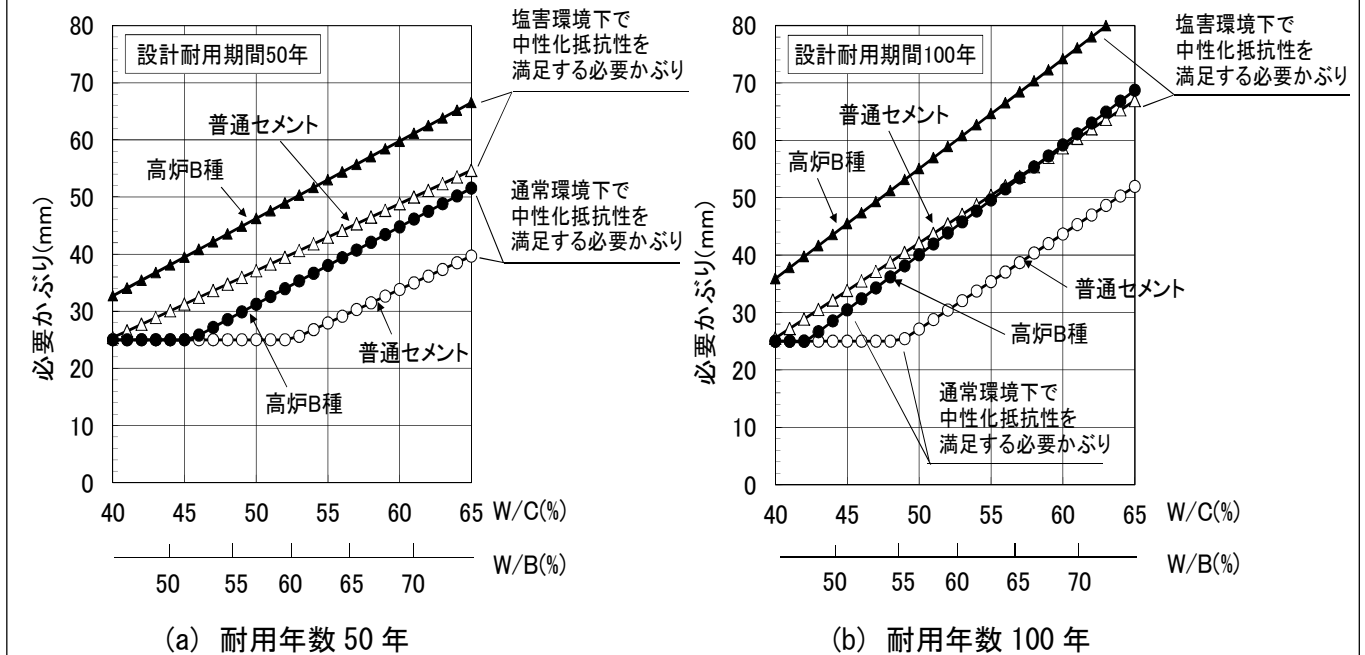 設計耐用期間50年
塩害環境下で
中性化抵抗性を
満足する必要かぶり
普通セメント
高炉B種
通常環境下で
中性化抵抗性を
満足する必要かぶり
普通セメント
高炉B種
必要かぶり(mm)
80
70
60
50
40
30
20
10
0
40 45 50 55 60 65 W/C(%)
50 55 60 65 70 W/B(%)
(a) 耐用年数 50 年
設計耐用期間100年
塩害環境下で
中性化抵抗性を
満足する必要かぶり
普通セメント
高炉B種
普通セメント
高炉B種
通常環境下で
中性化抵抗性を
満足する必要かぶり
必要かぶり(mm)
80
70
60
50
40
30
20
10
0
40 45 50 55 60 65 W/C(%)
50 55 60 65 70 W/B(%)
(b) 耐用年数 100 年